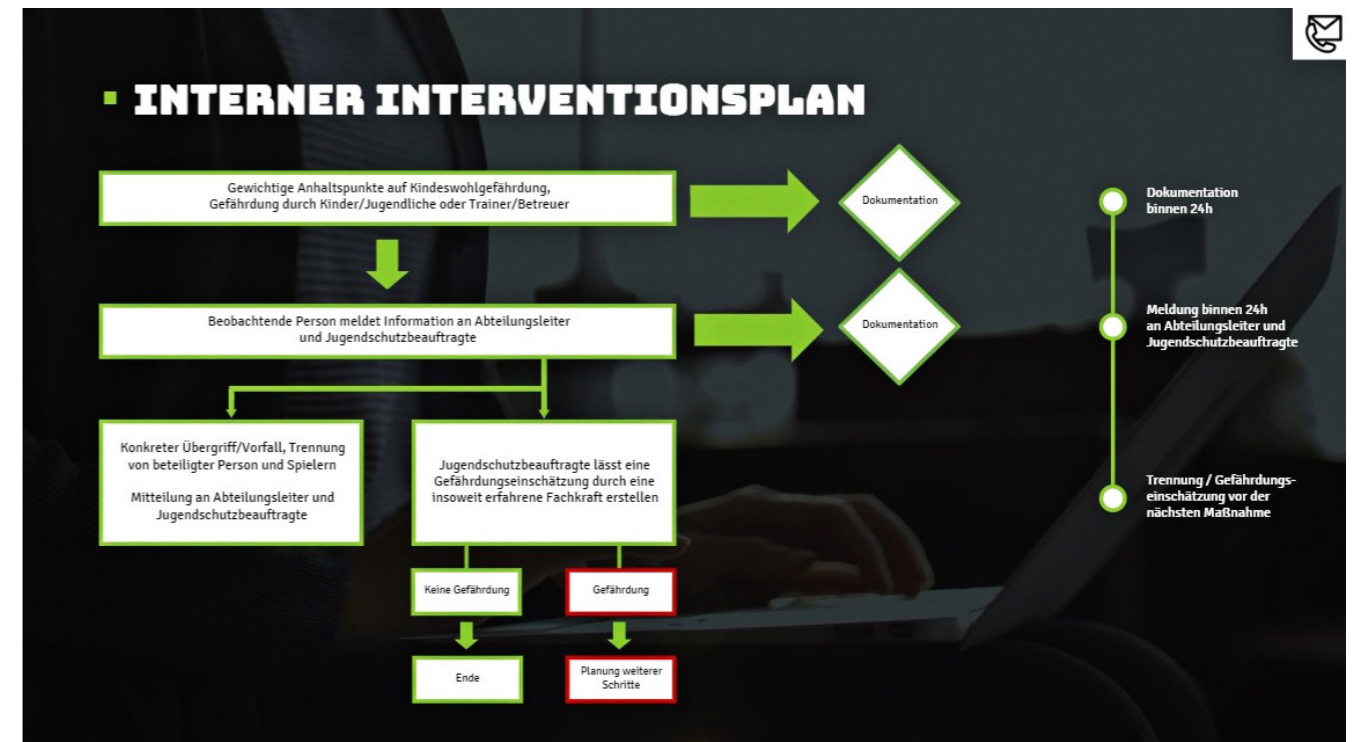 INTERNER INTERVENTIONSPLAN
Gewichtige Anhaltspunkte auf Kindeswohlgefährdung,
Gefährdung durch Kinder/Jugendliche oder Trainer/Betreuer
Dokumentation
Dokumentation
binnen 24h
Beobachtende Person meldet Information an Abteilungsleiter
und Jugendschutzbeauftragte
Dokumentation
Meldung binnen 24h
an Abteilungsleiter und
Jugendschutzbeauftragte
Konkreter Übergriff/Vorfall, Trennung
von beteiligter Person und Spielern
Mitteilung an Abteilungsleiter und
Jugendschutzbeauftragte
Jugendschutzbeauftragte lässt eine
Gefährdungseinschätzung durch eine
insoweit erfahrene Fachkraft erstellen
Trennung / Gefährdungs-
einschätzung vor der
nächsten Maßnahme
Keine Gefährdung
Gefährdung
Ende
Planung weiterer
Schritte